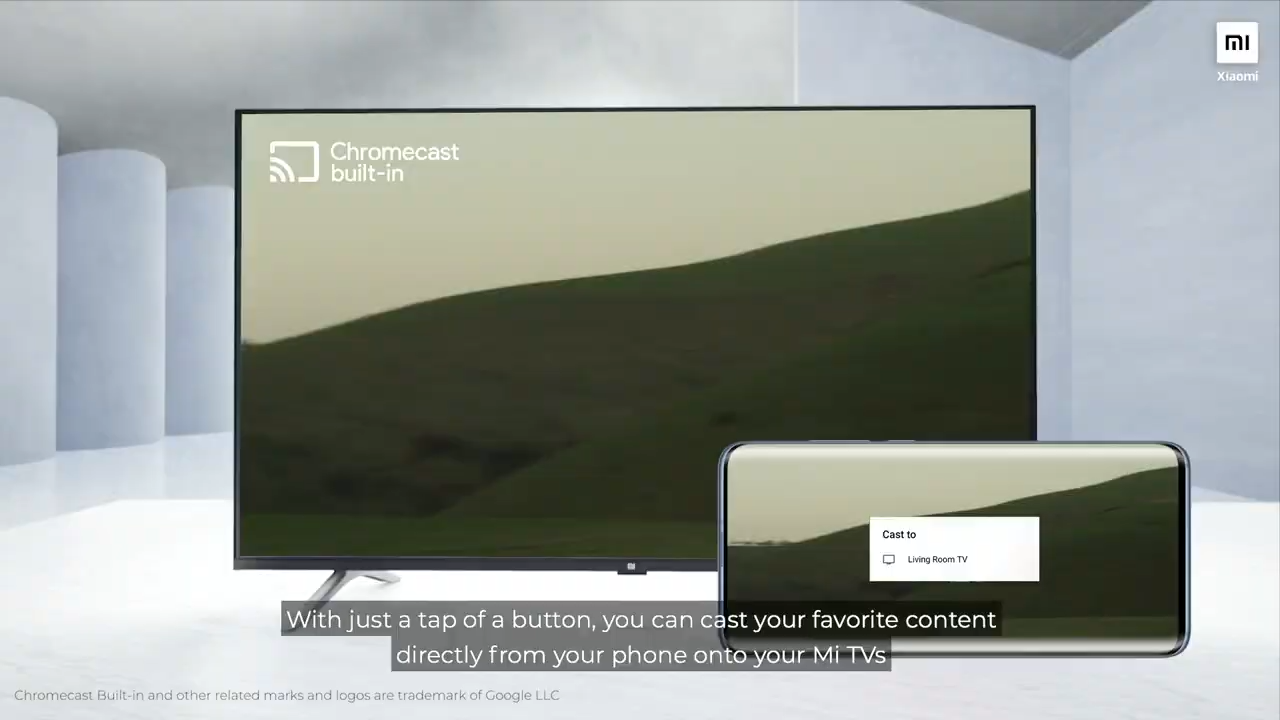 mi
Xiaomi
Chromecast
built-in
Cast to
Living Room TV
mi
With just a tap of a button, you can cast your favorite content
directly from your phone onto your Mi TVs
Chromecast Built-in and other related marks and logos are trademark of Google LLC